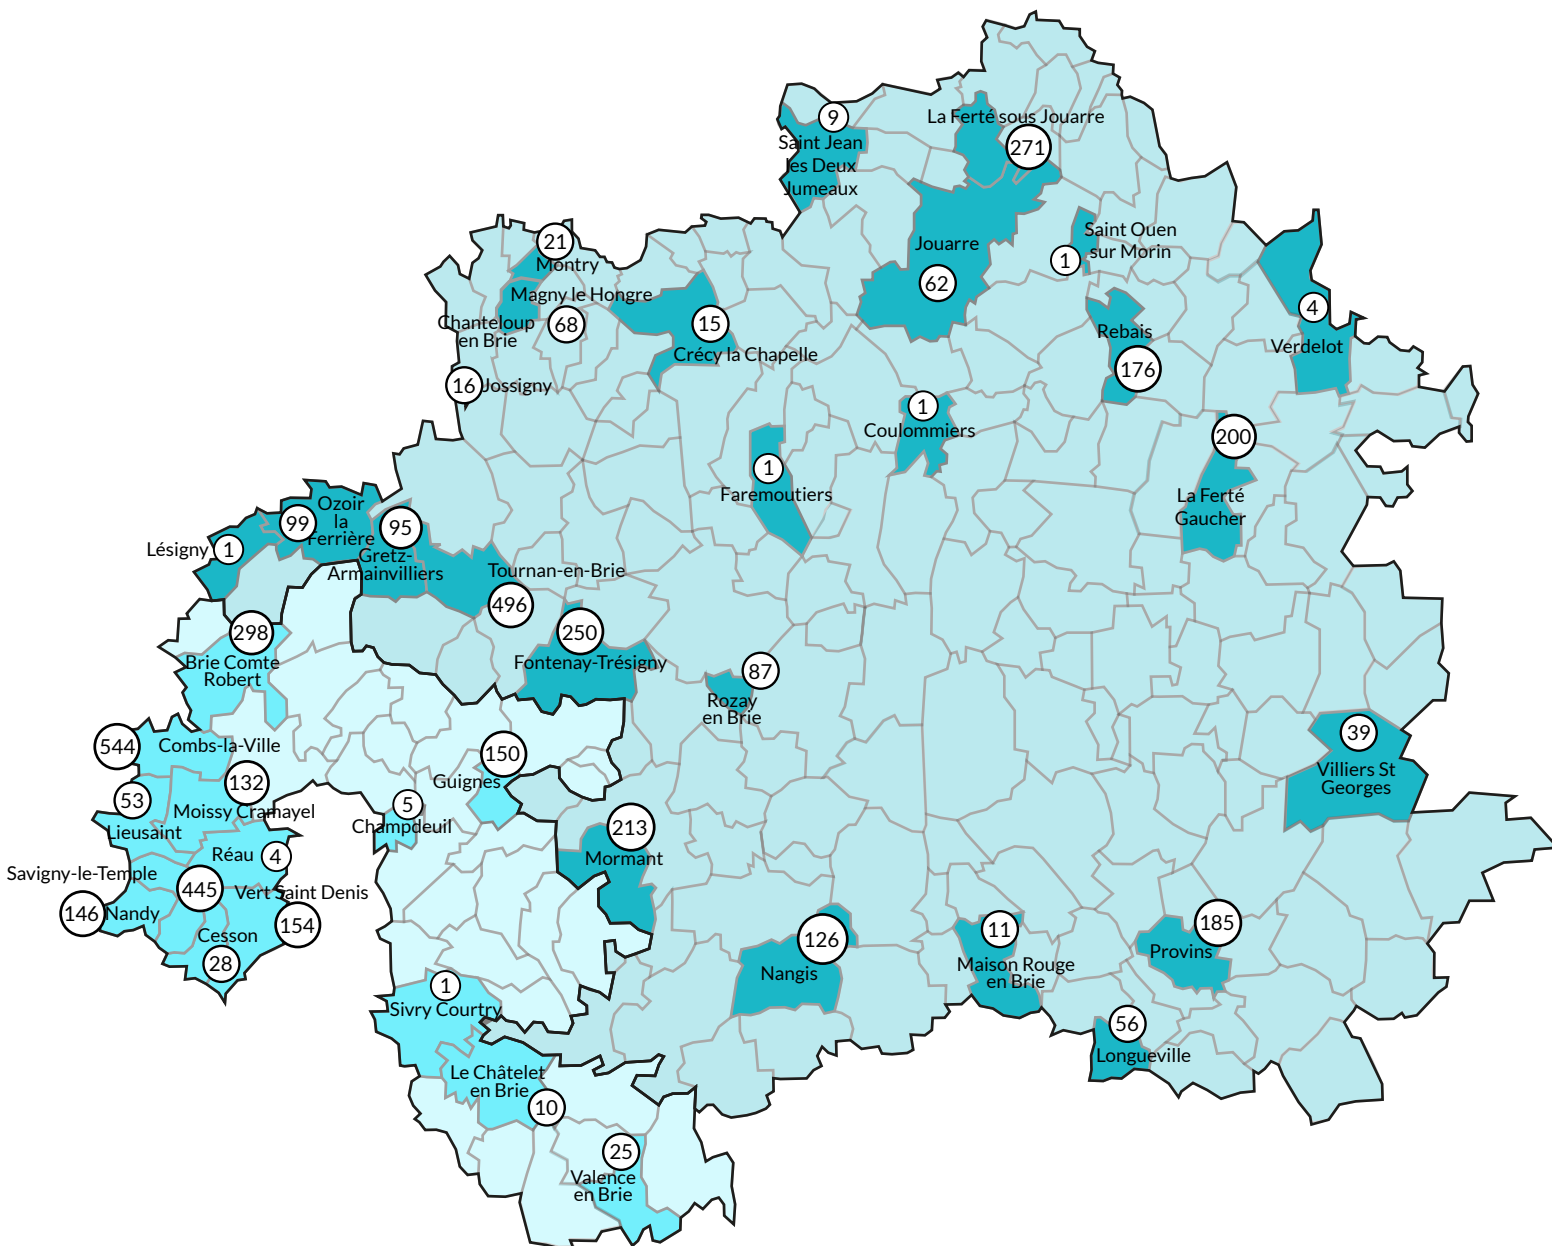 9
Saint Jean
les Deux
Jumeaux
La Ferté sous Jouarre
271
21
Montry
Magny le Hongre
68
Chanteloup
en Brie
16
Jossigny
15
Crécy la Chapelle
Jouarre
62
Saint Ouen
sur Morin
1
Rebais
176
4
Verdelot
1
Coulommiers
1
Faremoutiers
200
La Ferté
Gaucher
Ozoir
la
Ferrière
99
Lésigny
1
95
Gretz-
Armainvilliers
Tournan-en-Brie
496
250
Fontenay-Trésigny
298
Brie Comte
Robert
87
Rozay
en Brie
544
Combs-la-Ville
132
Moissy Cramayel
53
Lieusaint
150
Guignes
5
Champdeuil
39
Villiers St
Georges
213
Mormant
Réau
4
Savigny-le-Temple
445
Vert Saint Denis
154
146
Nandy
Cesson
28
126
Nangis
11
Maison Rouge
en Brie
185
Provins
1
Sivry Courtry
56
Longueville
Le Châtelet
en Brie
10
25
Valence
en Brie